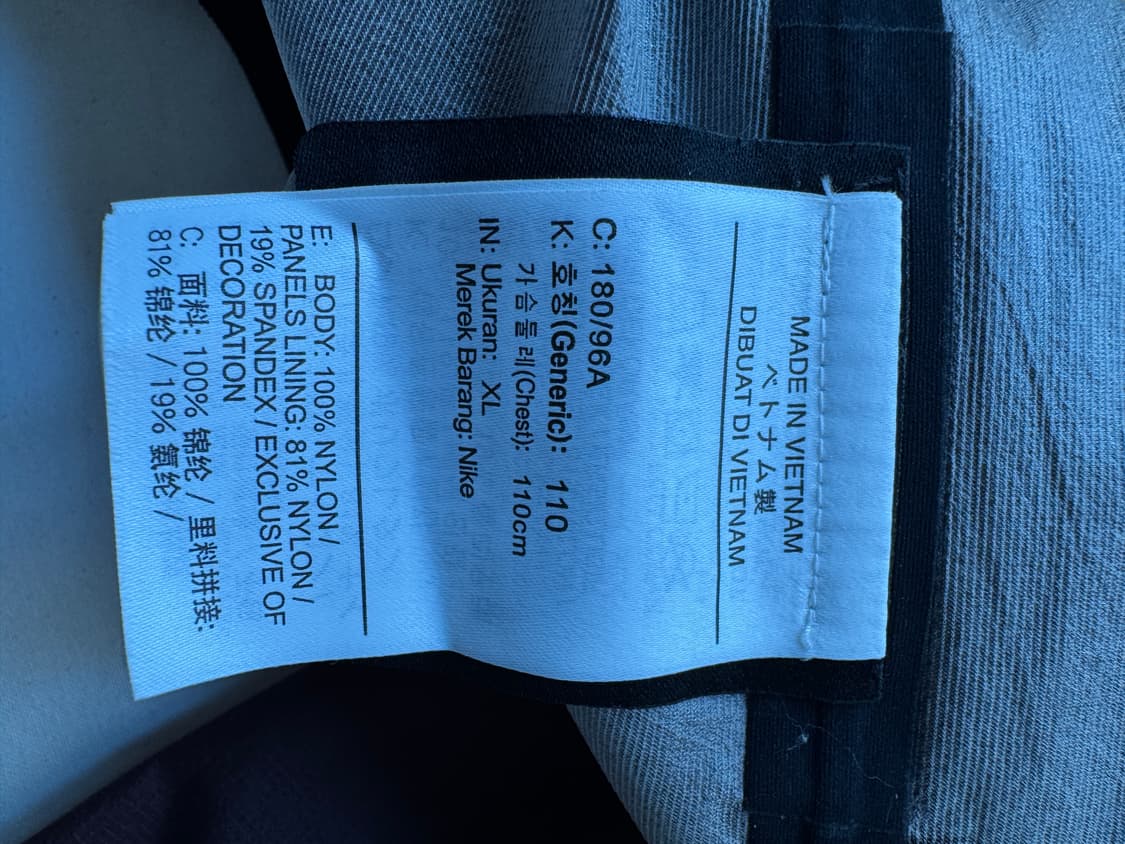 MADE IN VIETNAM
ベトナム製
DIBUAT DI VIETNAM
C: 180/96A
K: 호칭(Generic): 110
가슴둘레(Chest): 110cm
IN: Ukuran: XL
Merek Barang: Nike
E: BODY: 100% NYLON /
PANELS LINING: 81% NYLON /
19% SPANDEX / EXCLUSIVE OF
DECORATION
C: 面料: 100% 锦纶 / 里料拼接:
81% 锦纶 / 19% 氨纶 /